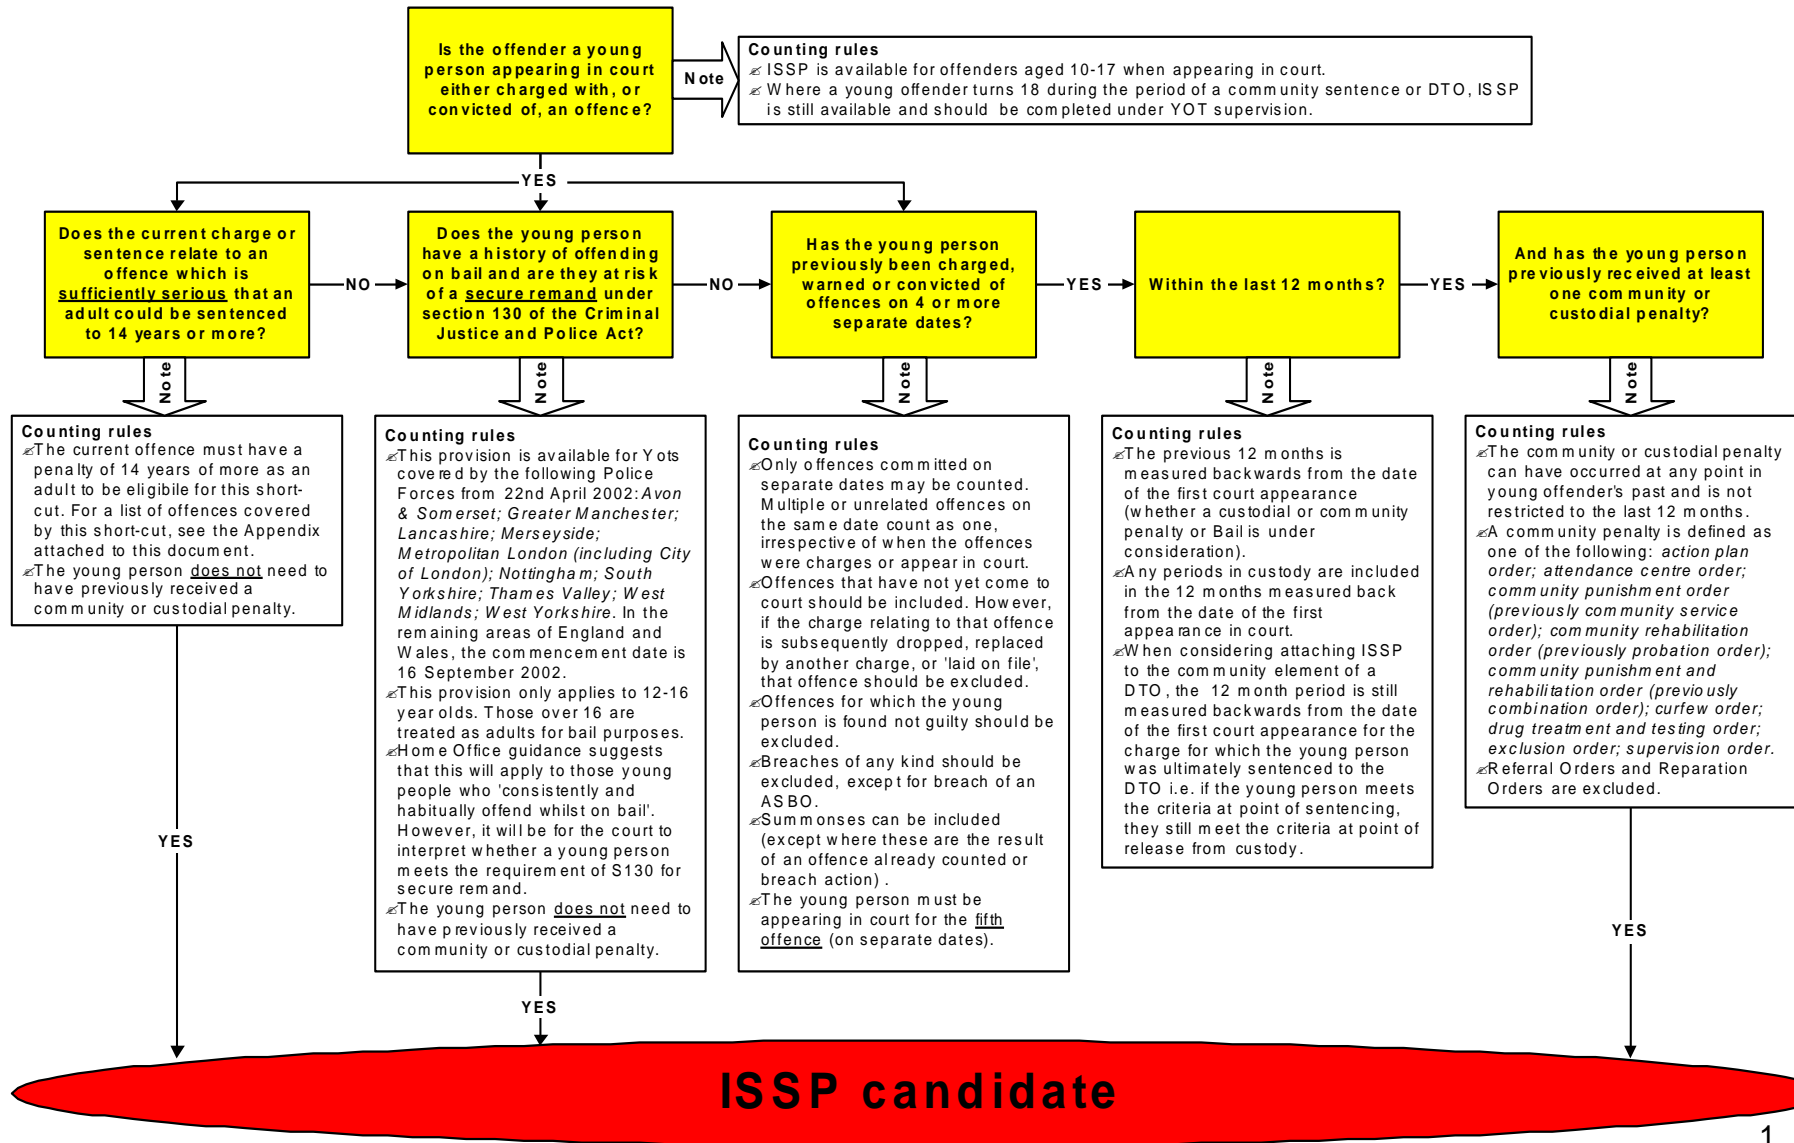 Is the offender a young
person appearing in court
either charged with, or
convicted of, an offence?
Note
Counting rules
ISSP is available for offenders aged 10-17 when appearing in court.
Where a young offender turns 18 during the period of a community sentence or DTO, ISSP
is still available and should be completed under YOT supervision.
YES
Does the current charge or
sentence relate to an
offence which is
sufficiently serious that an
adult could be sentenced
to 14 years or more?
NO
Does the young person
have a history of offending
on bail and are they at risk
of a secure remand under
section 130 of the Criminal
Justice and Police Act?
NO
Has the young person
previously been charged,
warned or convicted of
offences on 4 or more
separate dates?
YES
Within the last 12 months?
YES
And has the young person
previously received at least
one community or
custodial penalty?
Note
Note
Note
Note
Note
Counting rules
The current offence must have a
penalty of 14 years of more as an
adult to be eligibile for this short-
cut. For a list of offences covered
by this short-cut, see the Appendix
attached to this document.
The young person does not need to
have previously received a
community or custodial penalty.
YES
Counting rules
This provision is available for Yots
covered by the following Police
Forces from 22nd April 2002: Avon
& Somerset; Greater Manchester;
Lancashire; Merseyside;
Metropolitan London (including City
of London); Nottingham; South
Yorkshire; Thames Valley; West
Midlands; West Yorkshire. In the
remaining areas of England and
Wales, the commencement date is
16 September 2002.
This provision only applies to 12-16
year olds. Those over 16 are
treated as adults for bail purposes.
Home Office guidance suggests
that this will apply to those young
people who 'consistently and
habitually offend whilst on bail'.
However, it will be for the court to
interpret whether a young person
meets the requirement of S130 for
secure remand.
The young person does not need to
have previously received a
community or custodial penalty.
YES
Counting rules
Only offences committed on
separate dates may be counted.
Multiple or unrelated offences on
the same date count as one,
irrespective of when the offences
were charges or appear in court.
Offences that have not yet come to
court should be included. However,
if the charge relating to that offence
is subsequently dropped, replaced
by another charge, or 'laid on file',
that offence should be excluded.
Offences for which the young
person is found not guilty should be
excluded.
Breaches of any kind should be
excluded, except for breach of an
ASBO.
Summonses can be included
(except where these are the result
of an offence already counted or
breach action) .
The young person must be
appearing in court for the fifth
offence (on separate dates).
Counting rules
The previous 12 months is
measured backwards from the date
of the first court appearance
(whether a custodial or community
penalty or Bail is under
consideration).
Any periods in custody are included
in the 12 months measured back
from the date of the first
appearance in court.
When considering attaching ISSP
to the community element of a
DTO, the 12 month period is still
measured backwards from the date
of the first court appearance for the
charge for which the young person
was ultimately sentenced to the
DTO i.e. if the young person meets
the criteria at point of sentencing,
they still meet the criteria at point of
release from custody.
Counting rules
The community or custodial penalty
can have occurred at any point in
young offender's past and is not
restricted to the last 12 months.
A community penalty is defined as
one of the following: action plan
order; attendance centre order;
community punishment order
(previously community service
order); community rehabilitation
order (previously probation order);
community punishment and
rehabilitation order (previously
combination order); curfew order;
drug treatment and testing order;
exclusion order; supervision order.
Referral Orders and Reparation
Orders are excluded.
YES
ISSP candidate
1